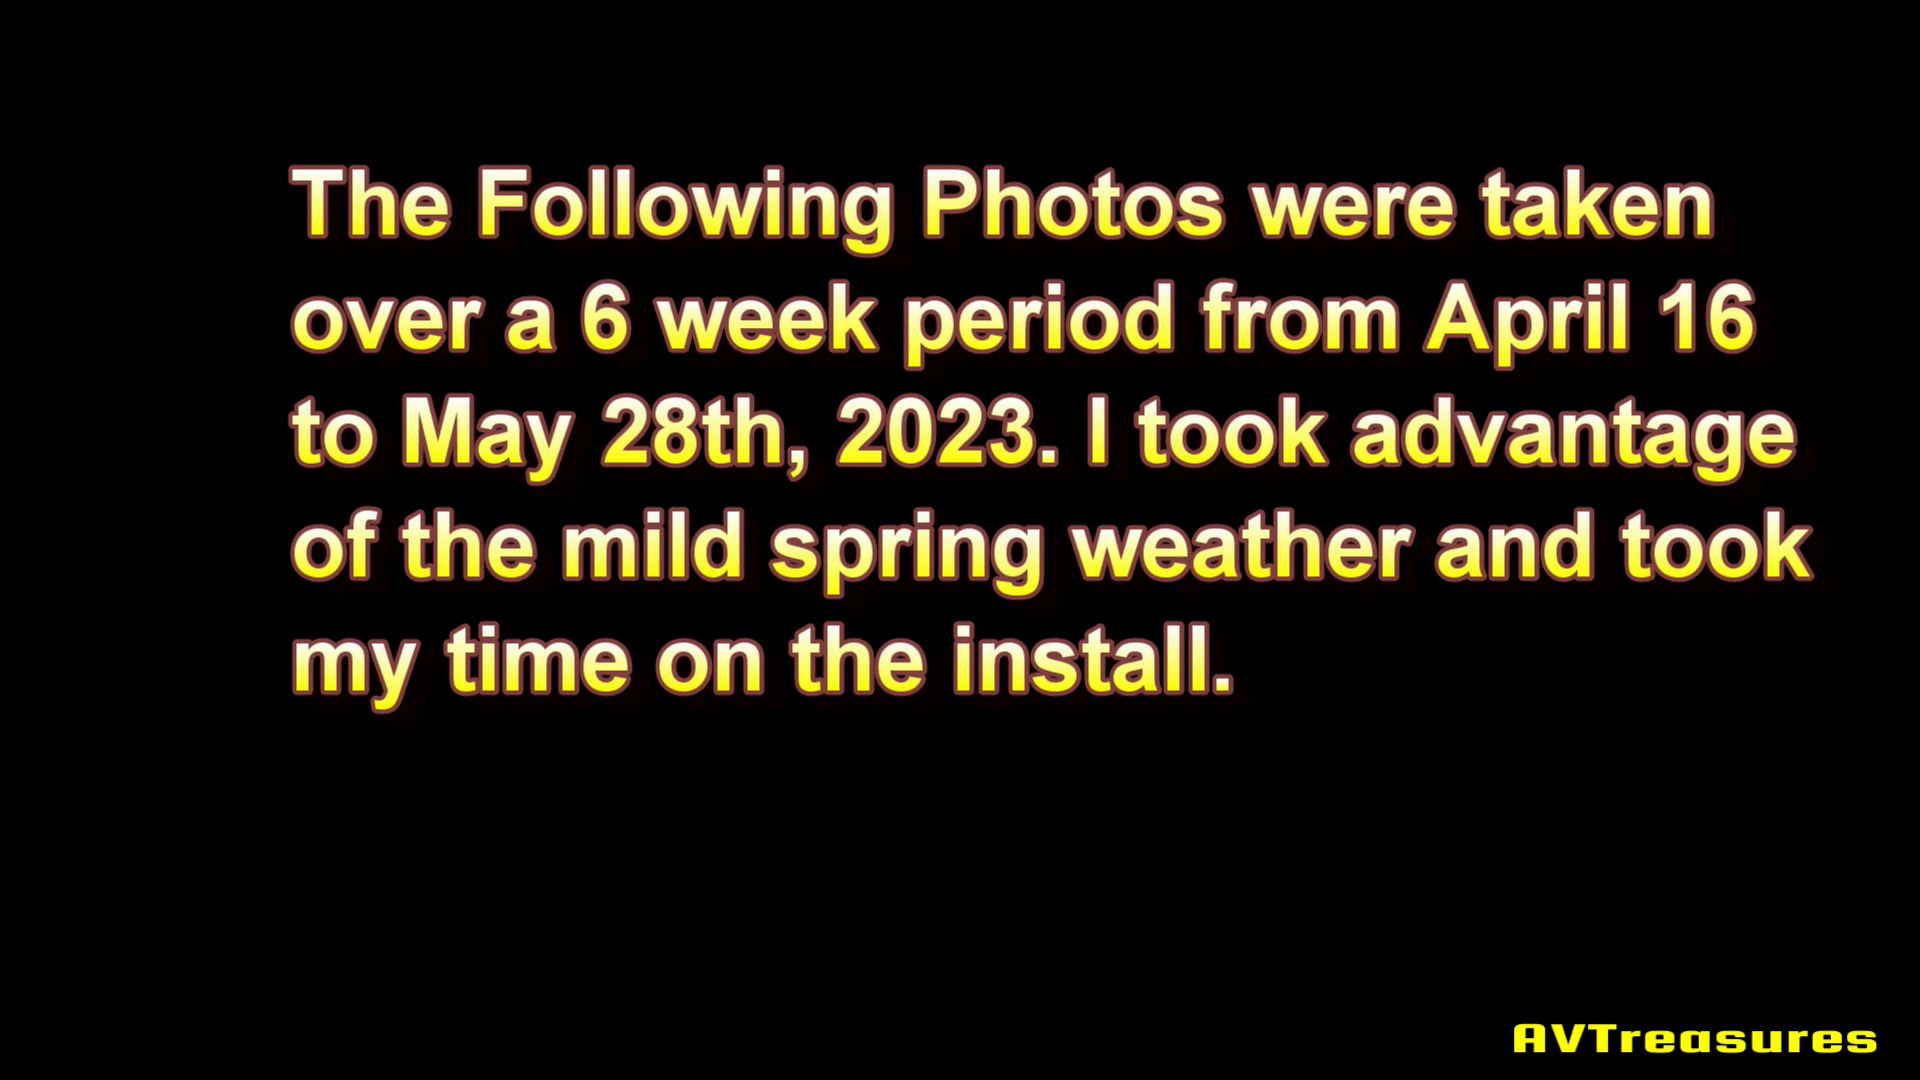 The Following Photos were taken
over a 6 week period from April 16
to May 28th, 2023. I took advantage
of the mild spring weather and took
my time on the install.
AVTreasures